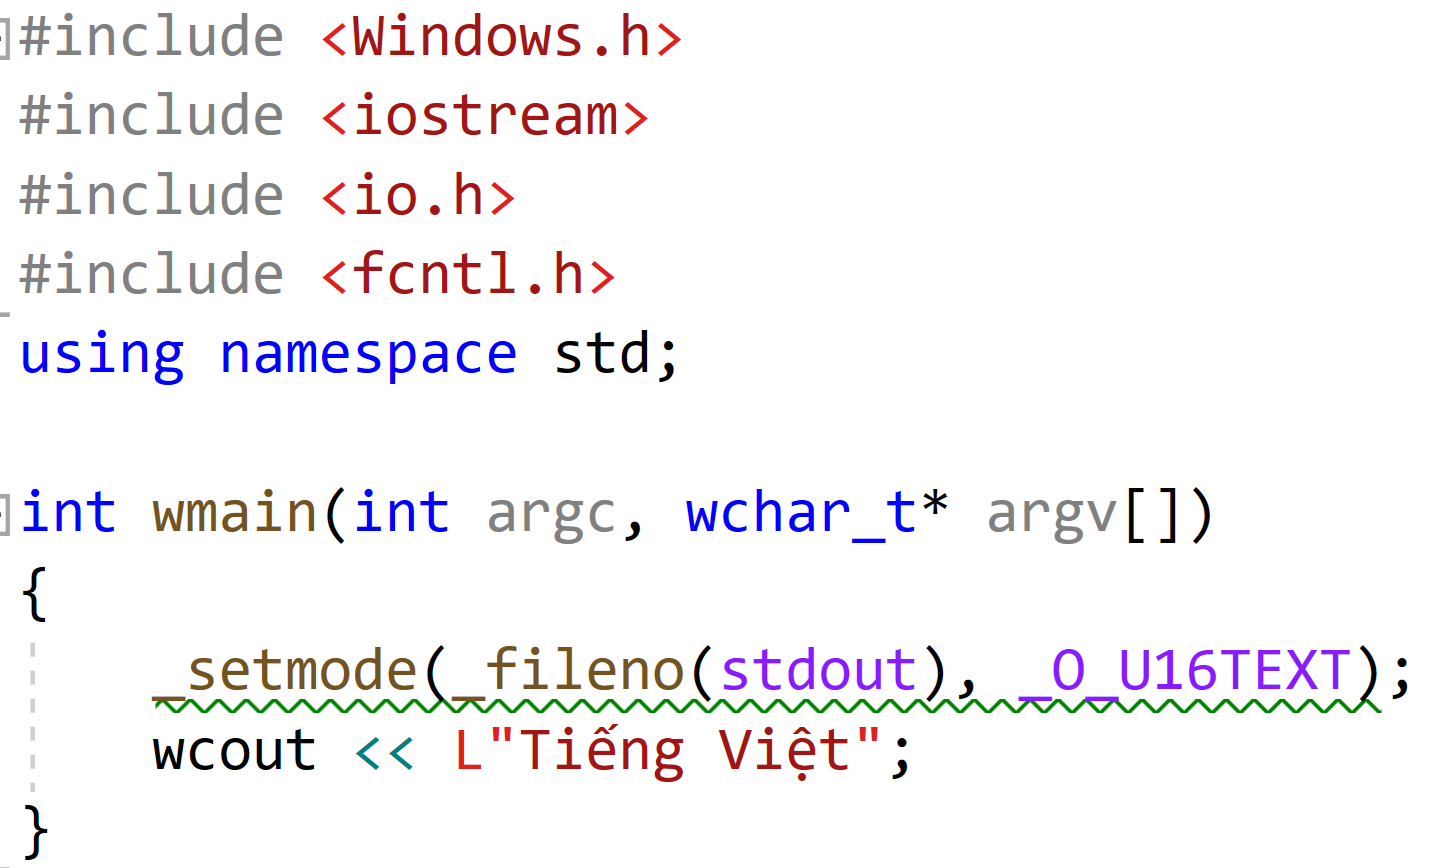 #include <Windows.h>
#include <iostream>
#include <io.h>
#include <fcntl.h>
using namespace std;
int wmain(int argc, wchar_t* argv[])
{
_setmode(_fileno(stdout), _O_U16TEXT);
wcout << L"Tiếng Việt";
}